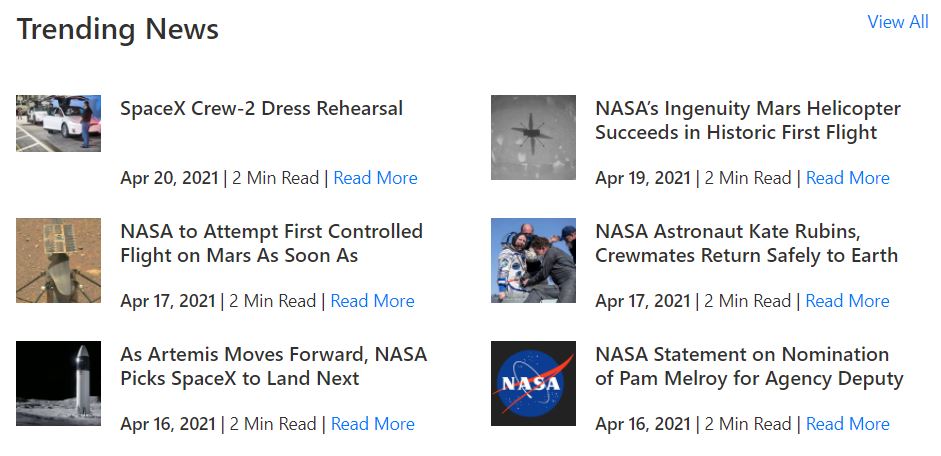 Trending News
View All
SpaceX Crew-2 Dress Rehearsal
Apr 20, 2021 | 2 Min Read | Read More
NASA’s Ingenuity Mars Helicopter
Succeeds in Historic First Flight
Apr 19, 2021 | 2 Min Read | Read More
NASA to Attempt First Controlled
Flight on Mars As Soon As
Apr 17, 2021 | 2 Min Read | Read More
NASA Astronaut Kate Rubins,
Crewmates Return Safely to Earth
Apr 17, 2021 | 2 Min Read | Read More
As Artemis Moves Forward, NASA
Picks SpaceX to Land Next
Apr 16, 2021 | 2 Min Read | Read More
NASA
NASA Statement on Nomination
of Pam Melroy for Agency Deputy
Apr 16, 2021 | 2 Min Read | Read More